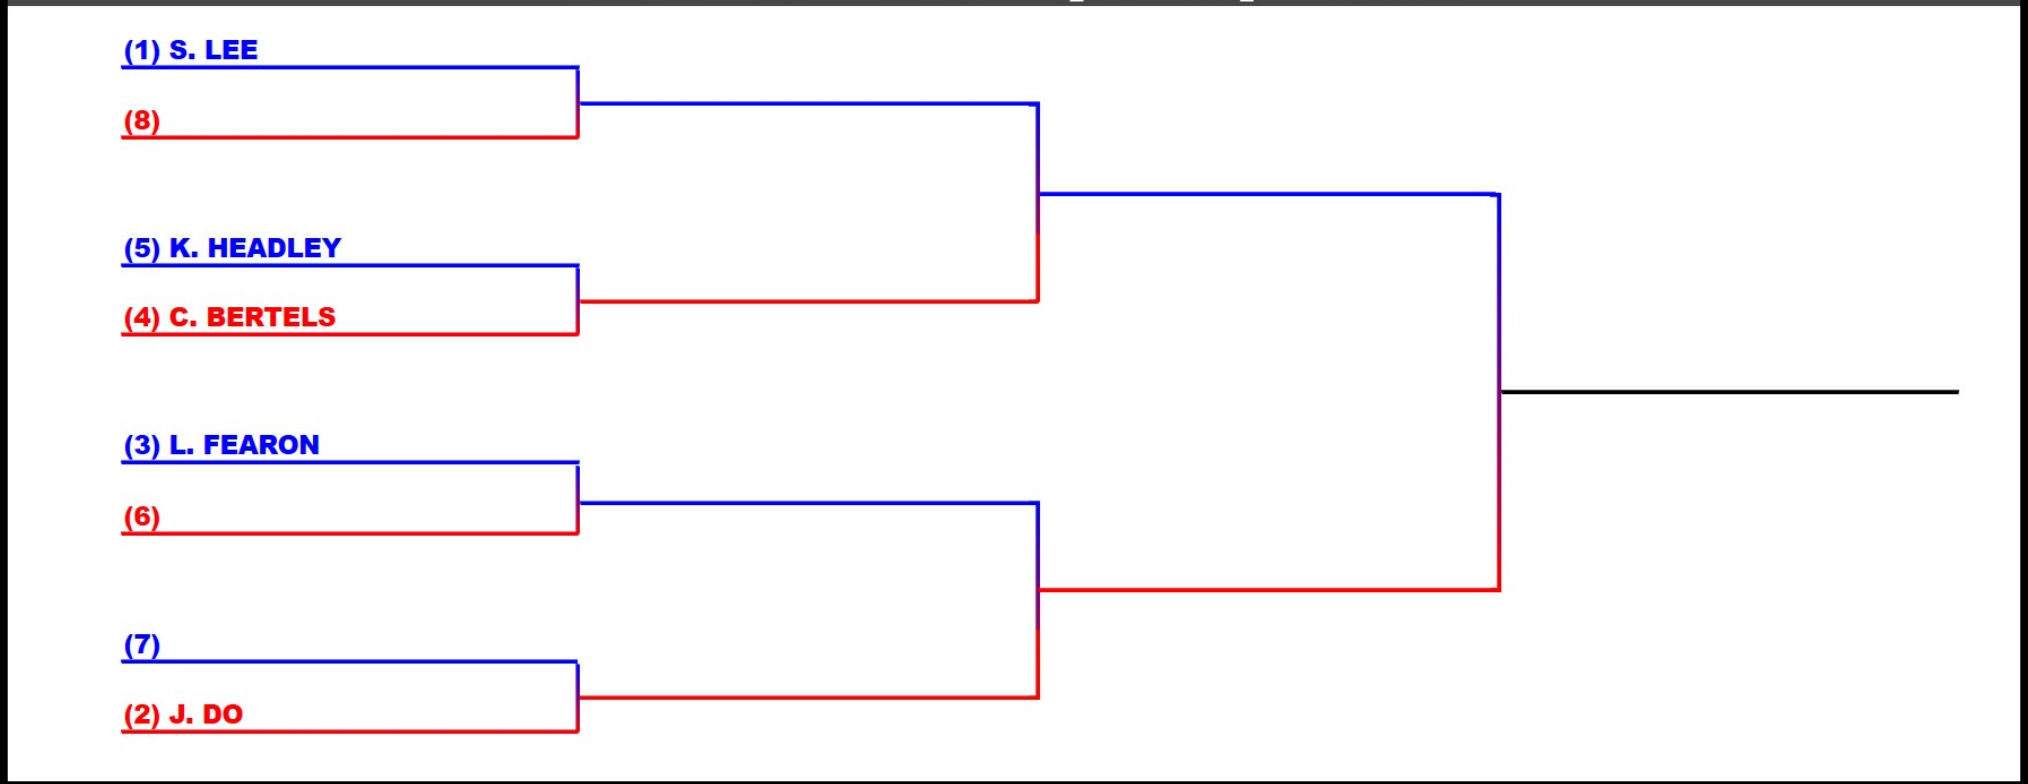 (1) S. LEE
(8)
(5) K. HEADLEY
(4) C. BERTELS
(3) L. FEARON
(6)
(7)
(2) J. DO